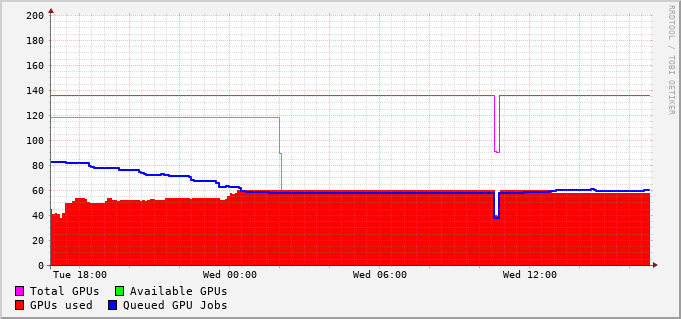 200
180
160
140
120
100
80
60
40
20
0
Tue 18:00 Wed 00:00 Wed 06:00 Wed 12:00
Total GPUs Available GPUs
GPUs used Queued GPU Jobs
RRDTOOL / TOBI OETIKER